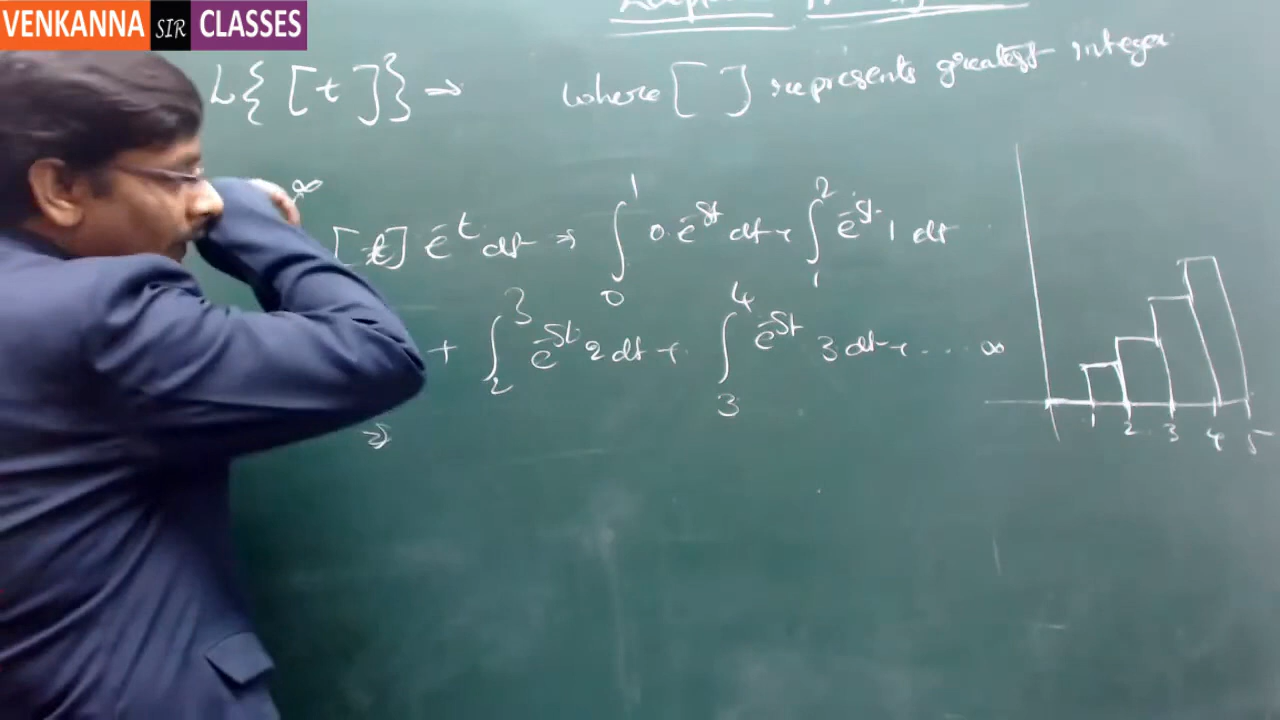 VENKANNA SIR CLASSES
L{[t]} ⇒ where [ ] represents greatest integer
∞ [t] e^-t dt ⇒ ∫_0^1 0. e^-st dt + ∫_1^2 e^-st 1 dt
+ ∫_2^3 e^-st 2 dt + ∫_3^4 e^-st 3 dt + ... ∞
⇒
1 2 3 4 5